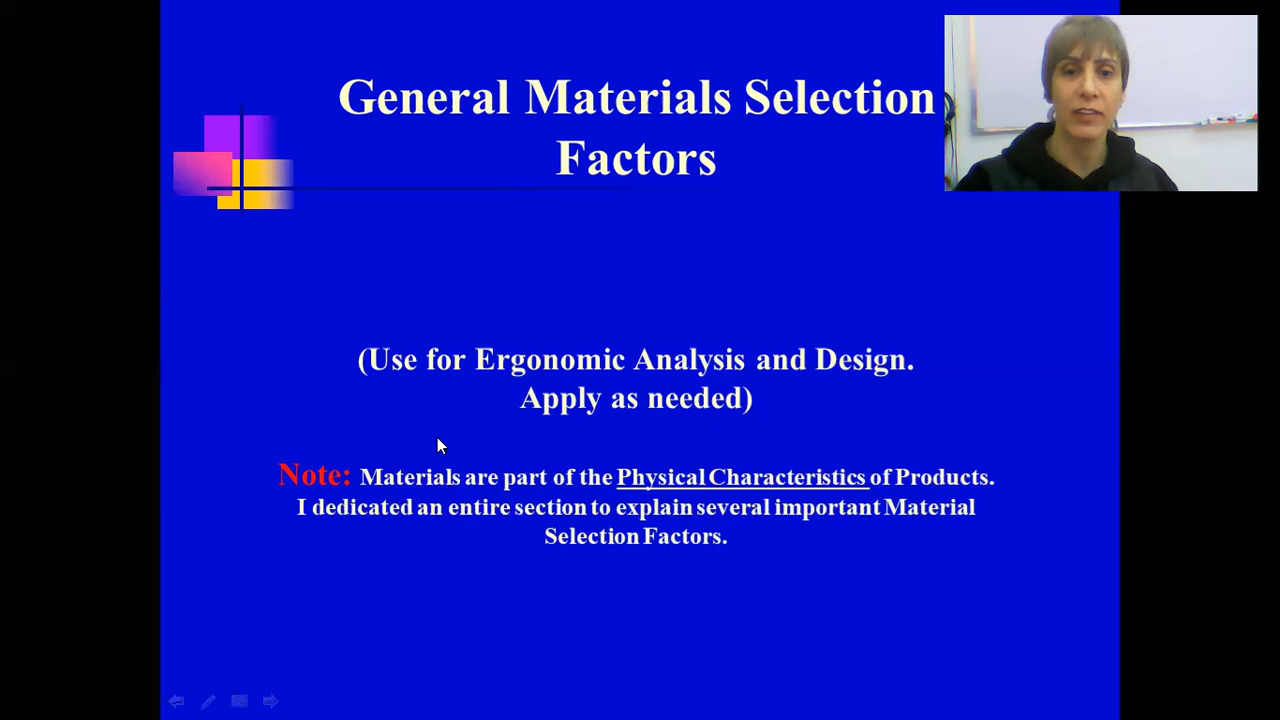 General Materials Selection
Factors
(Use for Ergonomic Analysis and Design.
Apply as needed)
Note: Materials are part of the Physical Characteristics of Products.
I dedicated an entire section to explain several important Material
Selection Factors.